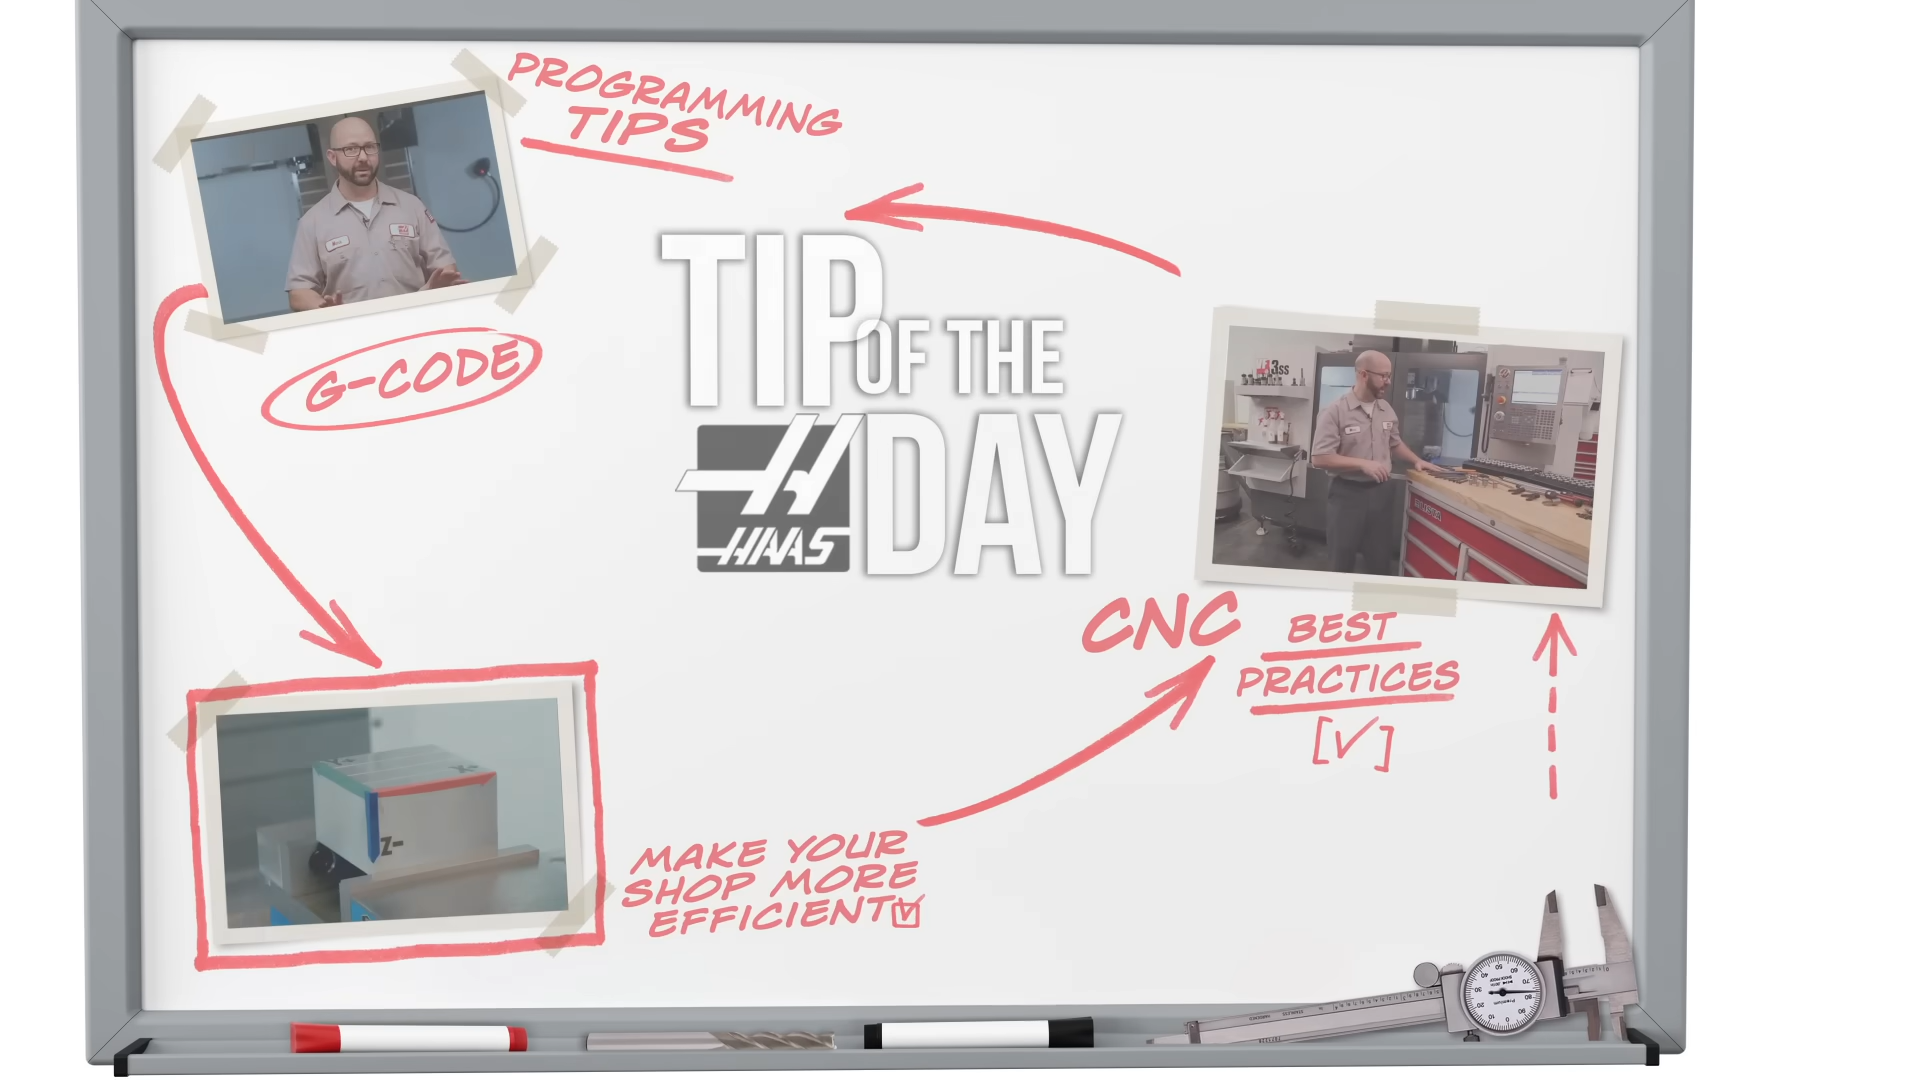 PROGRAMMING
TIPS
G-CODE
TIP
OF THE
DAY
HAAS
CNC
BEST
PRACTICES
[✓]
Z-
MAKE YOUR
SHOP MORE
EFFICIENT